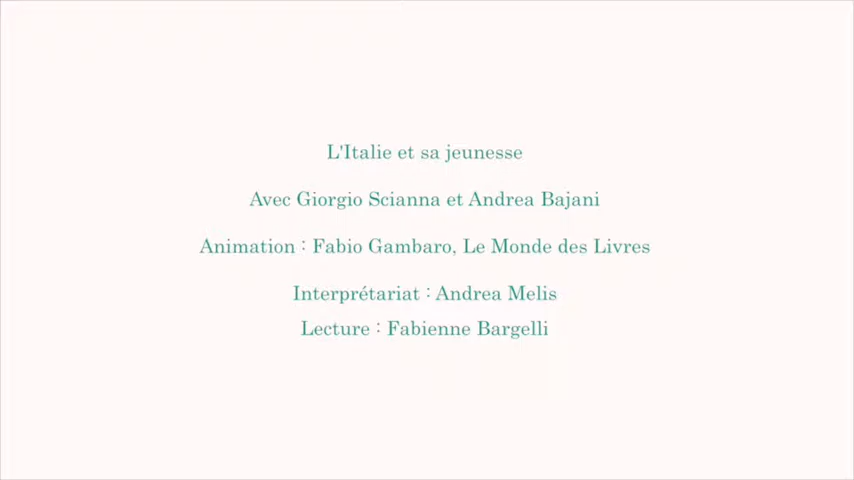 L'Italie et sa jeunesse
Avec Giorgio Scianna et Andrea Bajani
Animation : Fabio Gambaro, Le Monde des Livres
Interprétariat : Andrea Melis
Lecture : Fabienne Bargelli